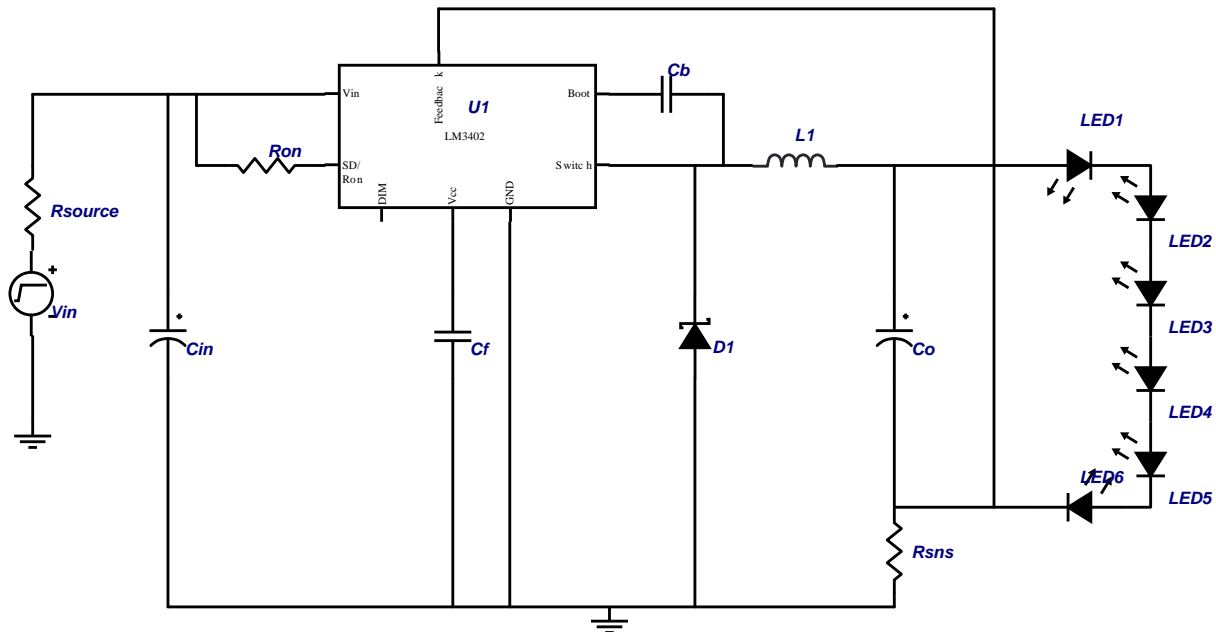 Cb
Vin
Feedbac k
U1
Boot
LM3402
LED1
L1
Ron
SD/
Ron
Switc h
DIM
Vcc
GND
Rsource
LED2
+
Vin
-
+
Cin
Cf
D1
+
Co
LED3
LED4
LED6
LED5
Rsns